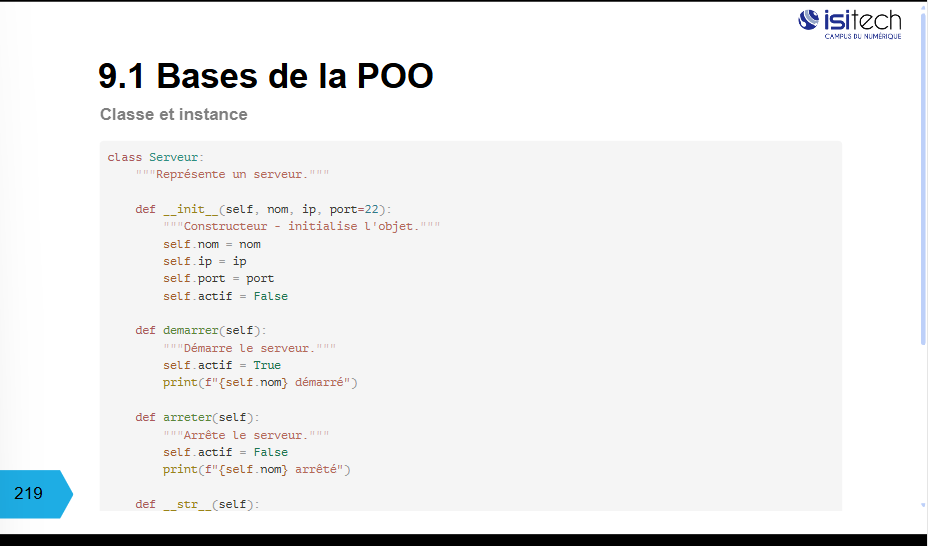 isitech
CAMPUS DU NUMÉRIQUE
9.1 Bases de la POO
Classe et instance
class Serveur:
    """Représente un serveur."""

    def __init__(self, nom, ip, port=22):
        """Constructeur - initialise l'objet."""
        self.nom = nom
        self.ip = ip
        self.port = port
        self.actif = False

    def demarrer(self):
        """Démarre le serveur."""
        self.actif = True
        print(f"{self.nom} démarré")

    def arreter(self):
        """Arrête le serveur."""
        self.actif = False
        print(f"{self.nom} arrêté")

    def __str__(self):
219